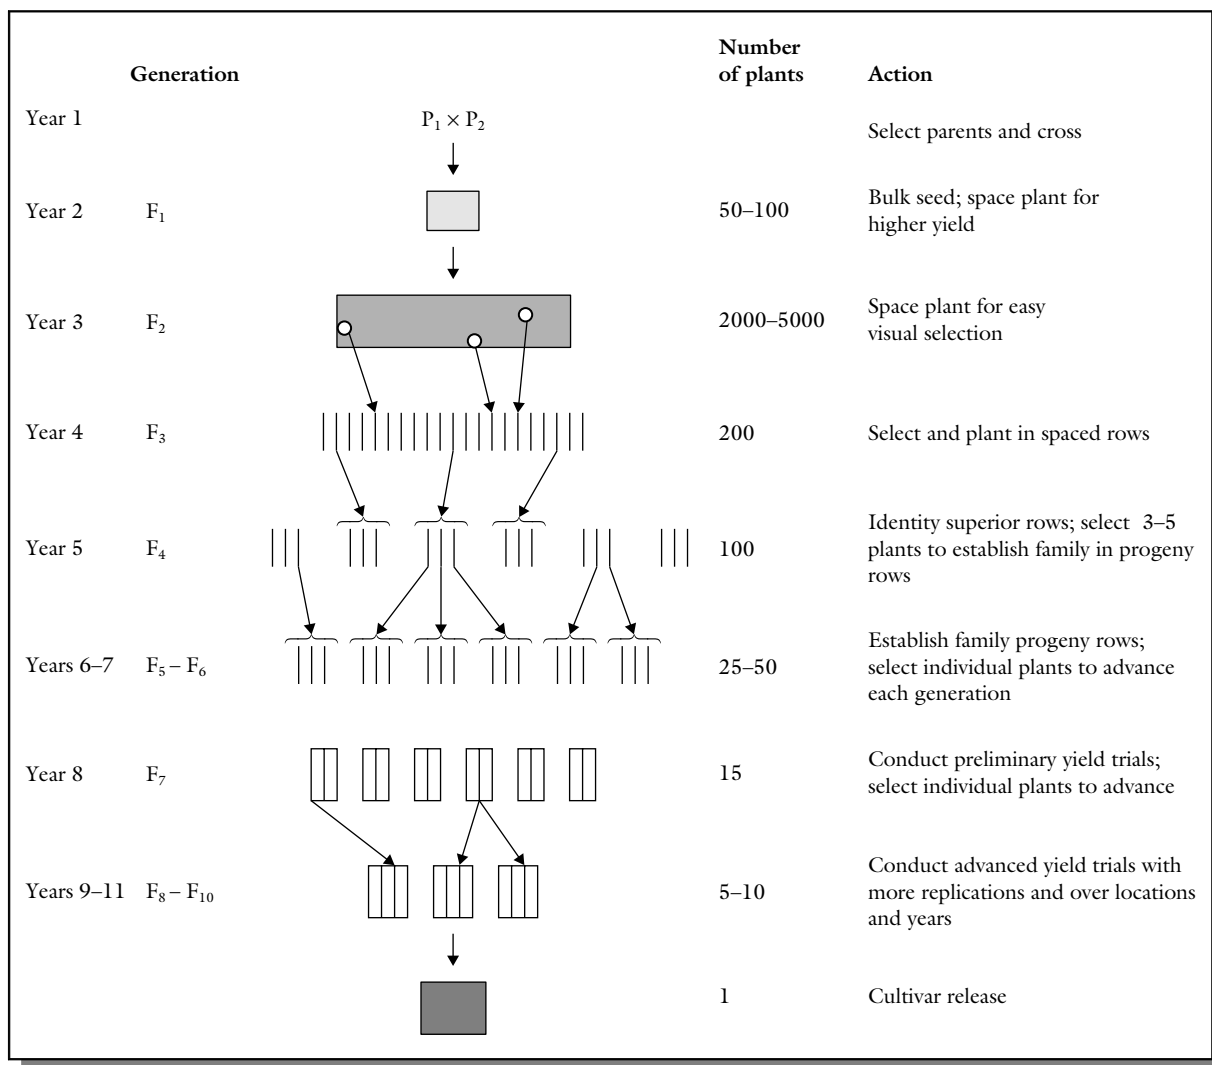 Generation
Number
of plants
Action
Year 1
P1 × P2
Select parents and cross
Year 2
F1
50–100
Bulk seed; space plant for
higher yield
Year 3
F2
2000–5000
Space plant for easy
visual selection
Year 4
F3
200
Select and plant in spaced rows
Year 5
F4
100
Identity superior rows; select 3–5
plants to establish family in progeny
rows
Years 6–7
F5 – F6
25–50
Establish family progeny rows;
select individual plants to advance
each generation
Year 8
F7
15
Conduct preliminary yield trials;
select individual plants to advance
Years 9–11
F8 – F10
5–10
Conduct advanced yield trials with
more replications and over locations
and years
1
Cultivar release